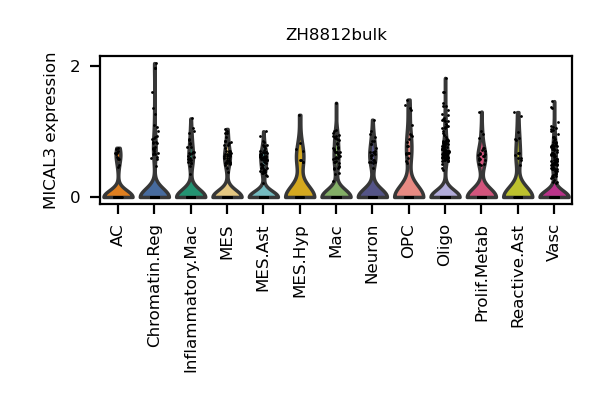 ZH8812bulk
MICAL3 expression
2
0
AC
Chromatin.Reg
Inflammatory.Mac
MES
MES.Ast
MES.Hyp
Mac
Neuron
OPC
Oligo
Prolif.Metab
Reactive.Ast
Vasc